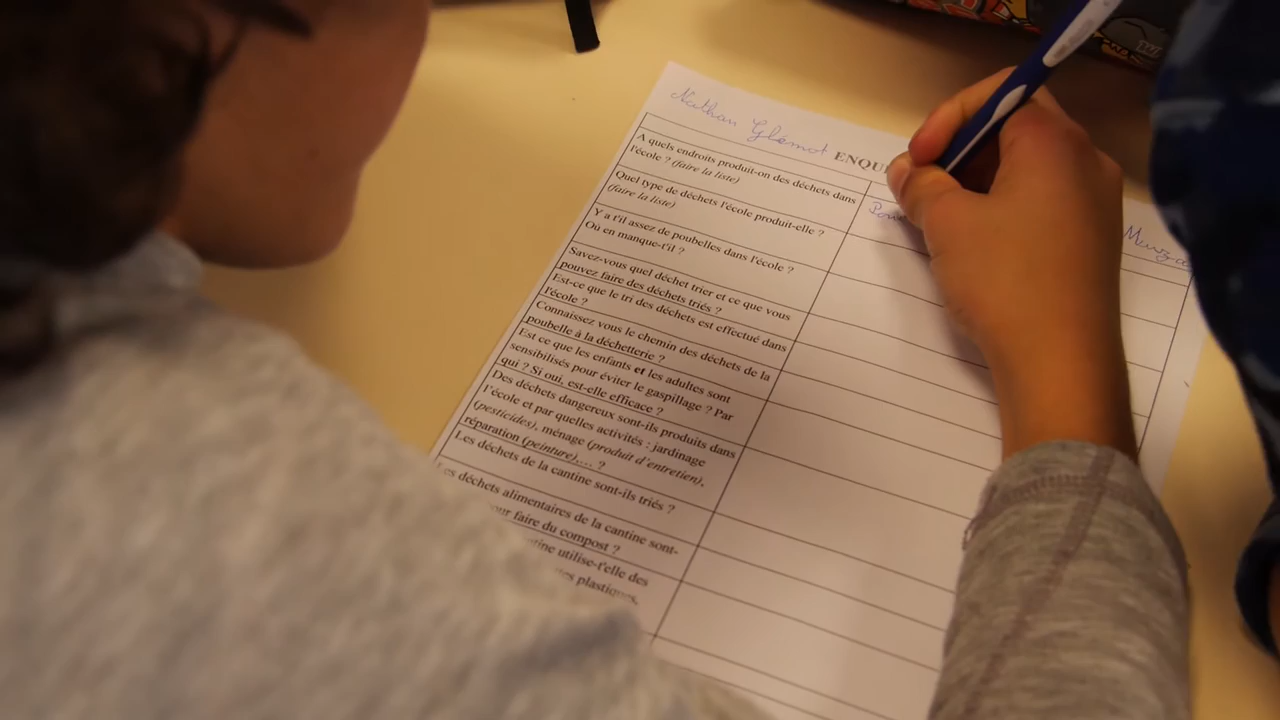 Nathan Glémot ENQU
A quels endroits produit-on des déchets dans
l'école ? (faire la liste)
Quel type de déchets l'école produit-elle ?
(faire la liste)
Y a t'il assez de poubelles dans l'école ?
Où en manque-t'il ?
Savez-vous quel déchet trier et ce que vous
pouvez faire des déchets triés ?
Est-ce que le tri des déchets est effectué dans
l'école ?
Connaissez vous le chemin des déchets de la
poubelle à la déchetterie ?
Est ce que les enfants et les adultes sont
sensibilisés pour éviter le gaspillage ? Par
qui ? Si oui, est-elle efficace ?
Des déchets dangereux sont-ils produits dans
l'école et par quelles activités : jardinage
(pesticides), ménage (produit d'entretien),
réparation (peinture),… ?
Les déchets de la cantine sont-ils triés ?
Les déchets alimentaires de la cantine sont-
pour faire du compost ?
utilise-t'elle des
plastiques,